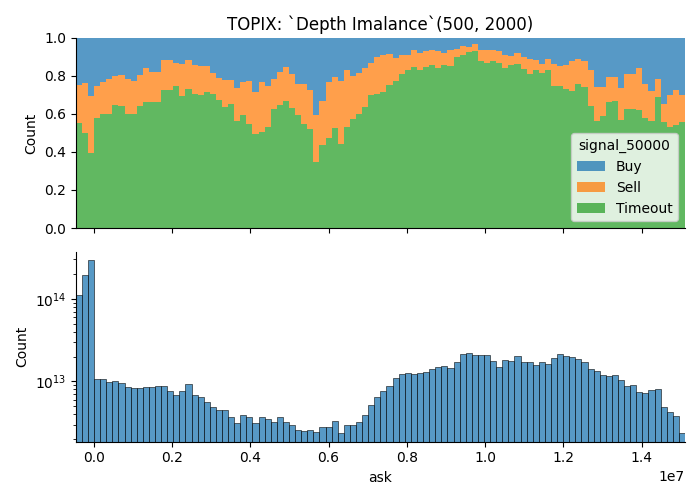 TOPIX: `Depth Imalance`(500, 2000)
1.0
0.8
0.6
0.4
0.2
0.0
Count
signal_50000
Buy
Sell
Timeout
10^14
10^13
Count
0.0 0.2 0.4 0.6 0.8 1.0 1.2 1.4
1e7
ask